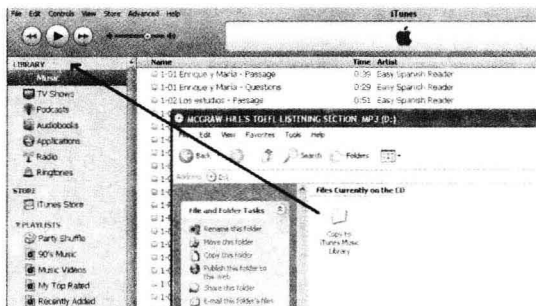 File Edit Controls View Store Advanced Help
iTunes
LIBRARY
Music
TV Shows
Podcasts
Audiobooks
Applications
Radio
Ringtones
STORE
iTunes Store
PLAYLISTS
Party Shuffle
90's Music
Music Videos
My Top Rated
Recently Added
Name Time Artist
1-01 Enrique y María - Passage 0:39 Easy Spanish Reader
1-01 Enrique y María - Questions 0:29 Easy Spanish Reader
1-02 Los estudios - Passage 0:51 Easy Spanish Reader
MCGRAW HILL'S TOEFL LISTENING SECTION MP3 (D:)
File Edit View Favorites Tools Help
Back Search Folders
Address D:\
Files Currently on the CD
Copy to
iTunes Music
Library
File and Folder Tasks
Rename this folder
Move this folder
Copy this folder
Publish this folder to
the Web
Share this folder
E-mail this folder's files